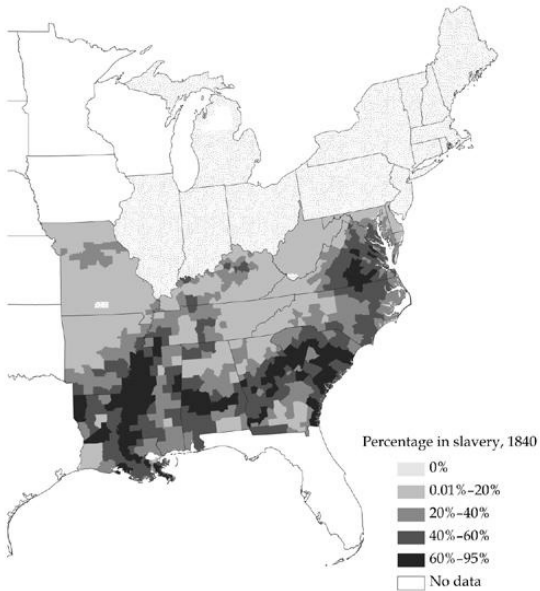 Percentage in slavery, 1840
0%
0.01%–20%
20%–40%
40%–60%
60%–95%
No data